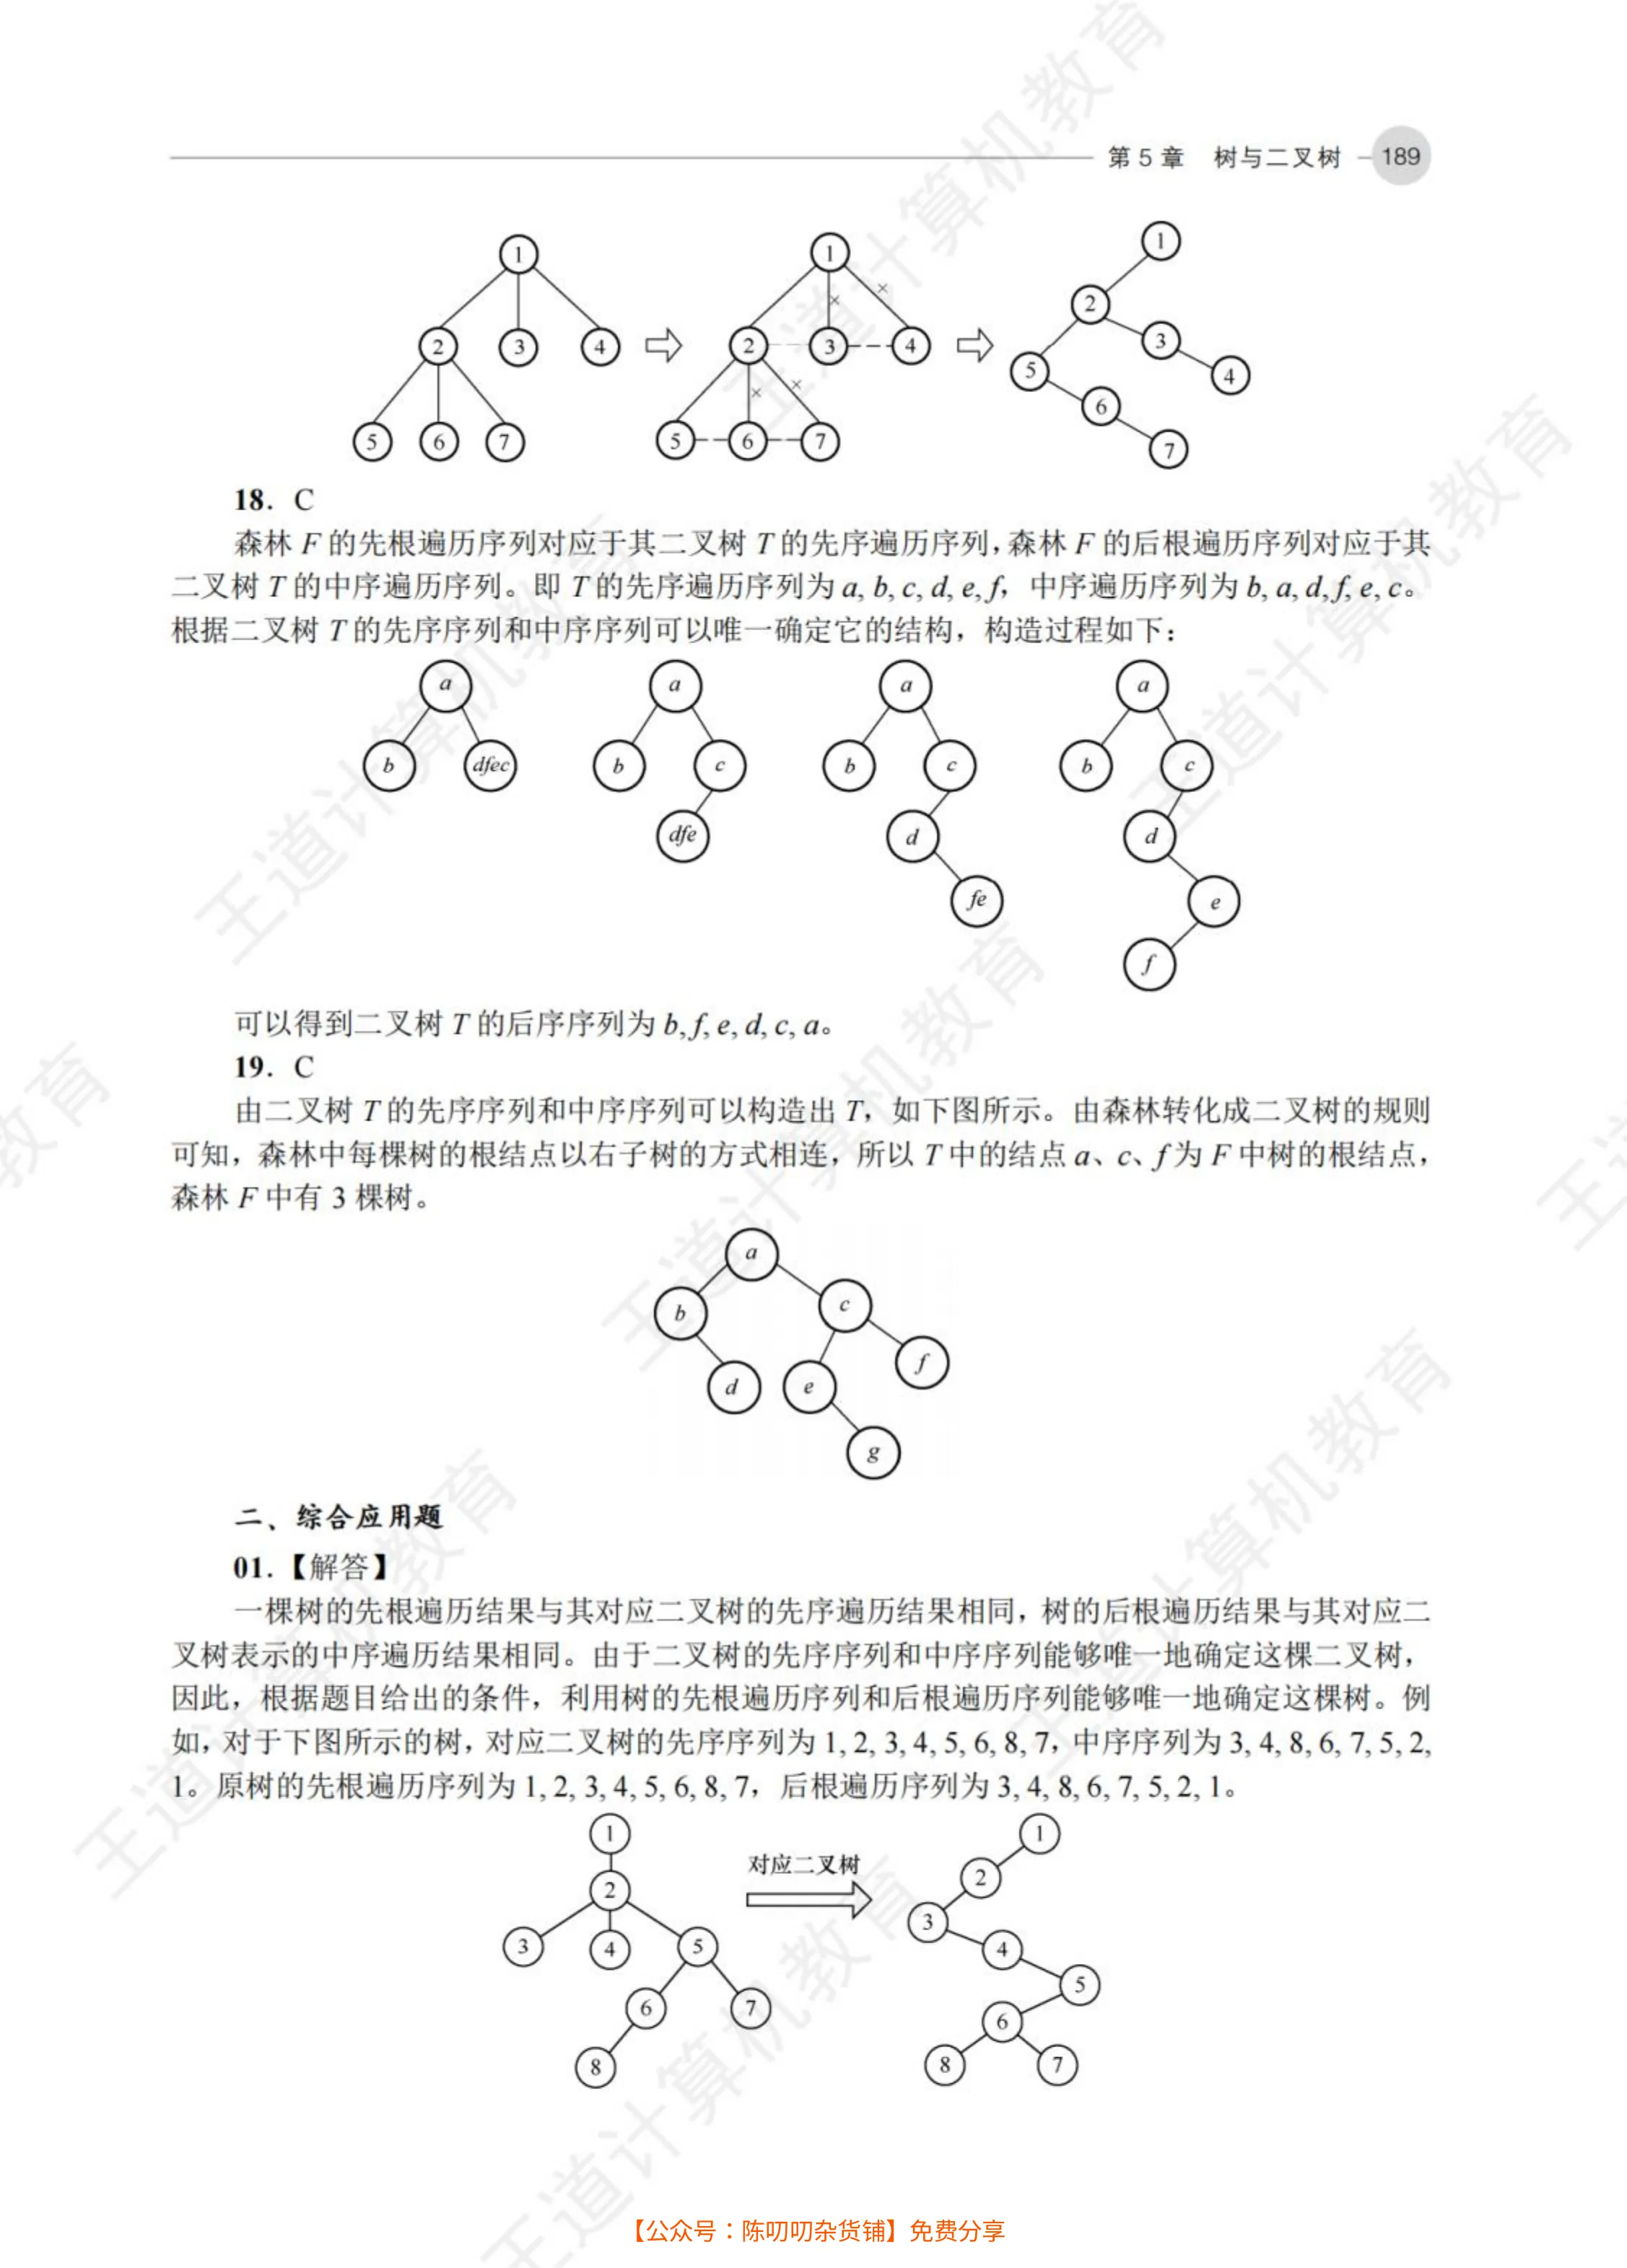 第 5 章 树与二叉树 189
1 1 1
2 3 4 2 3 4 2 3 4
5 6 7 5 6 7 5 6 7
18. C
森林 F 的先根遍历序列对应于其二叉树 T 的先序遍历序列，森林 F 的后根遍历序列对应于其
二叉树 T 的中序遍历序列。即 T 的先序遍历序列为 a, b, c, d, e, f，中序遍历序列为 b, a, d, f, e, c。
根据二叉树 T 的先序序列和中序序列可以唯一确定它的结构，构造过程如下：
a a a a
b dfec b c b c b c
dfe d d
fe e
f
可以得到二叉树 T 的后序序列为 b, f, e, d, c, a。
19. C
由二叉树 T 的先序序列和中序序列可以构造出 T，如下图所示。由森林转化成二叉树的规则
可知，森林中每棵树的根结点以右子树的方式相连，所以 T 中的结点 a、c、f 为 F 中树的根结点，
森林 F 中有 3 棵树。
a
b c
d e f
g
二、综合应用题
01.【解答】
一棵树的先根遍历结果与其对应二叉树的先序遍历结果相同，树的后根遍历结果与其对应二
叉树表示的中序遍历结果相同。由于二叉树的先序序列和中序序列能够唯一地确定这棵二叉树，
因此，根据题目给出的条件，利用树的先根遍历序列和后根遍历序列能够唯一地确定这棵树。例
如，对于下图所示的树，对应二叉树的先序序列为 1, 2, 3, 4, 5, 6, 8, 7，中序序列为 3, 4, 8, 6, 7, 5, 2,
1。原树的先根遍历序列为 1, 2, 3, 4, 5, 6, 8, 7，后根遍历序列为 3, 4, 8, 6, 7, 5, 2, 1。
1
2
3 4 5
6 7
8
对应二叉树
1
2
3
4
5
6
8 7
王道计算机教育
【公众号：陈叨叨杂货铺】免费分享